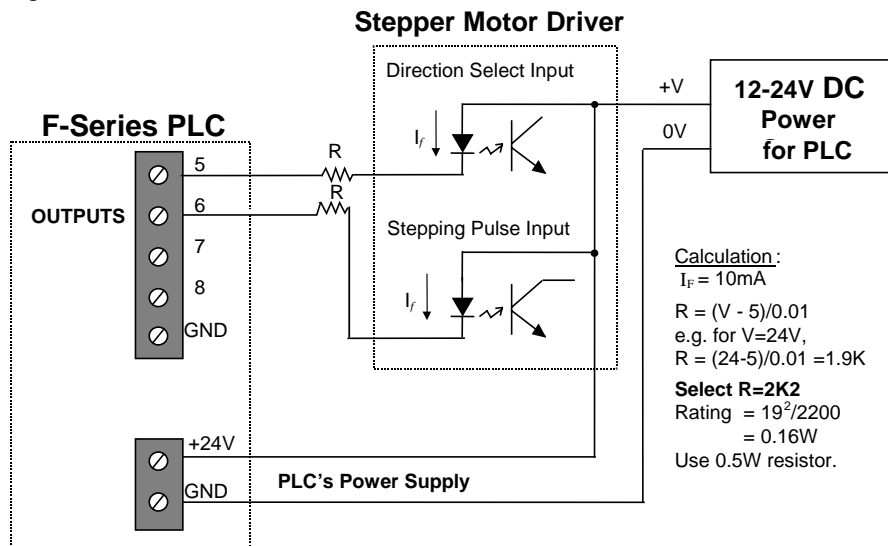 Stepper Motor Driver
Direction Select Input
I_f
+V
0V
12-24V DC
Power
for PLC
F-Series PLC
OUTPUTS
5
6
7
8
GND
R
R
Stepping Pulse Input
I_f
Calculation:
I_F = 10mA
R = (V - 5)/0.01
e.g. for V=24V,
R = (24-5)/0.01 =1.9K
Select R=2K2
Rating = 19²/2200
= 0.16W
Use 0.5W resistor.
+24V
GND
PLC's Power Supply